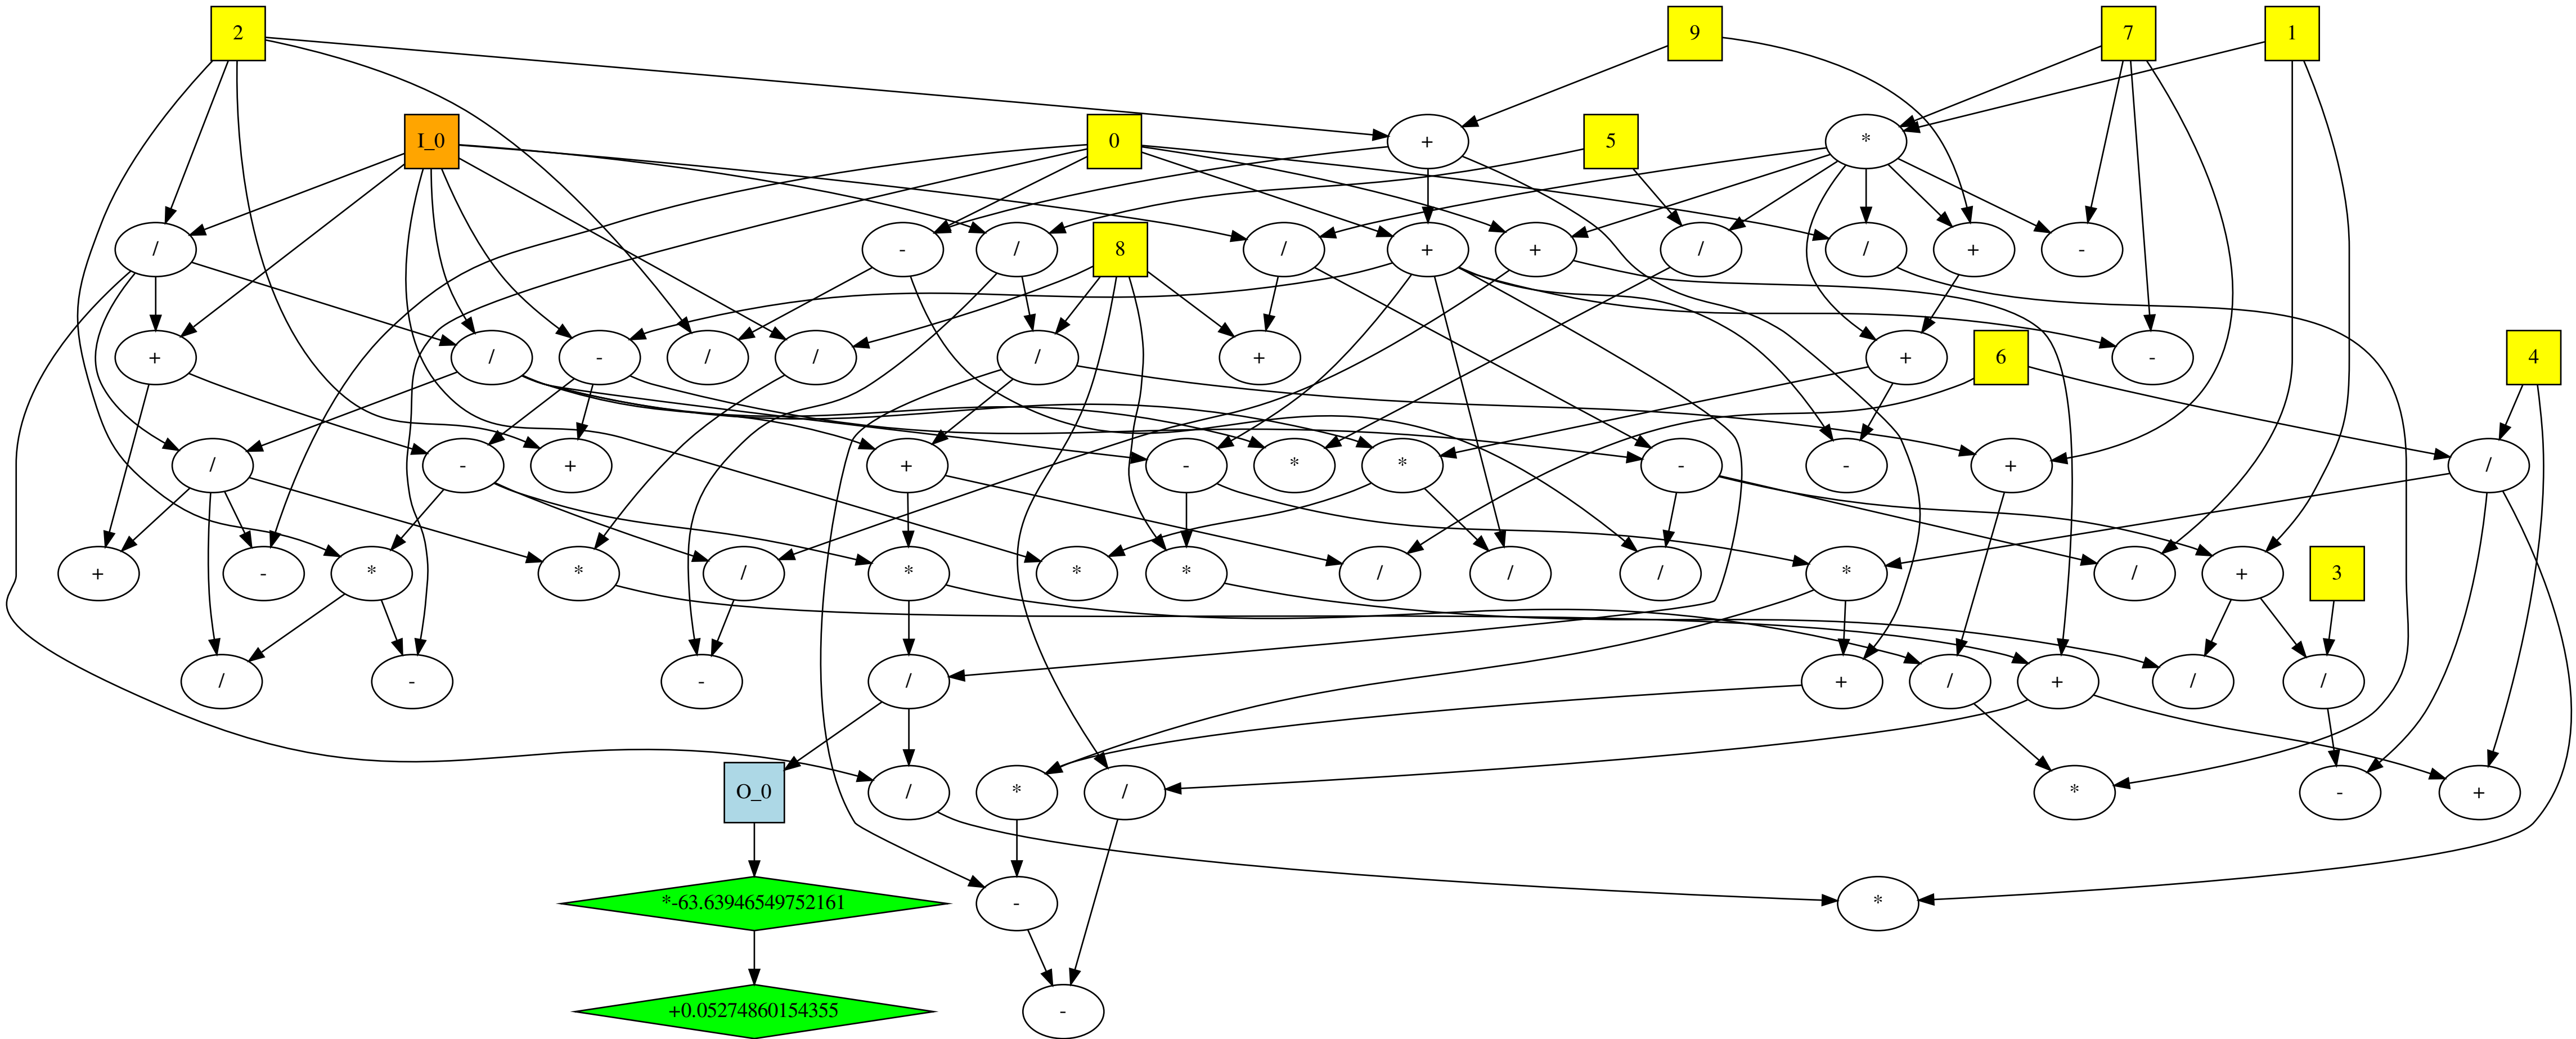 2 9 7 1
I_0 0 + 5 *
/ - / 8 / + + / / + -
+ / - / / / + + 6 - 4
/ - + + - * * - - + /
+ - * * / * * * / / / * / + 3
/ - - / + / + / /
O_0 / * / * - +
*-63.63946549752161 - *
+0.05274860154355 -